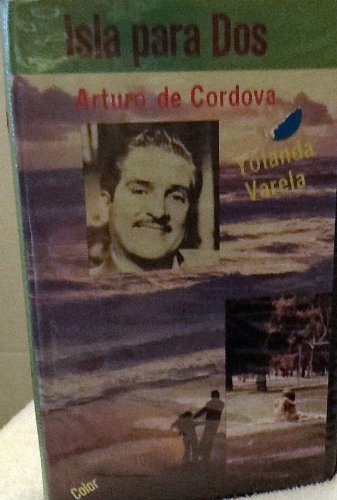 Isla para Dos
Arturo de Cordova
Yolanda
Varela
Color